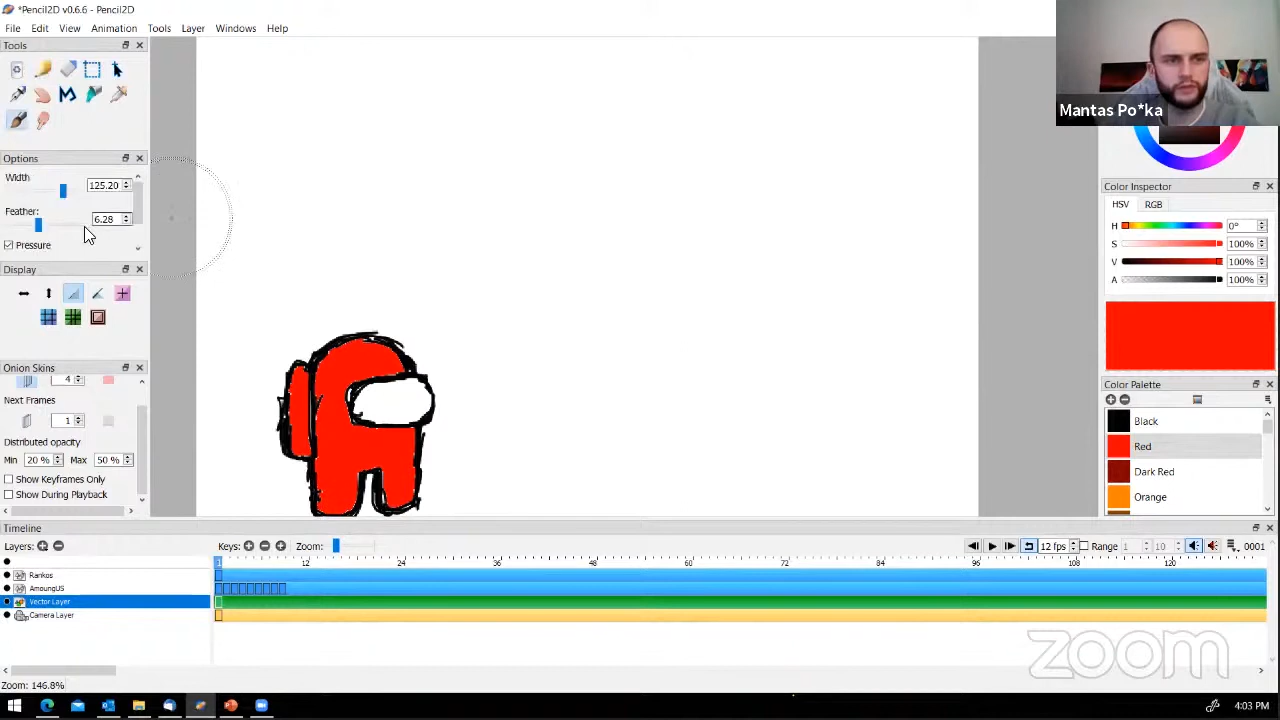 *Pencil2D v0.6.6 - Pencil2D
File Edit View Animation Tools Layer Windows Help
Tools
Options
Width
125.20
Feather:
6.28
Pressure
Display
Onion Skins
4
Next Frames
1
Distributed opacity
Min 20 % Max 50 %
Show Keyframes Only
Show During Playback
Mantas Po*ka
Color Inspector
HSV RGB
H 0°
S 100%
V 100%
A 100%
Color Palette
Black
Red
Dark Red
Orange
Timeline
Layers: Keys: Zoom: 12 fps Range 1 10 0001
1 12 24 36 48 60 72 84 96 108 120
Rankos
AmoungUS
Vector Layer
Camera Layer
zoom
Zoom: 146.8%
4:03 PM